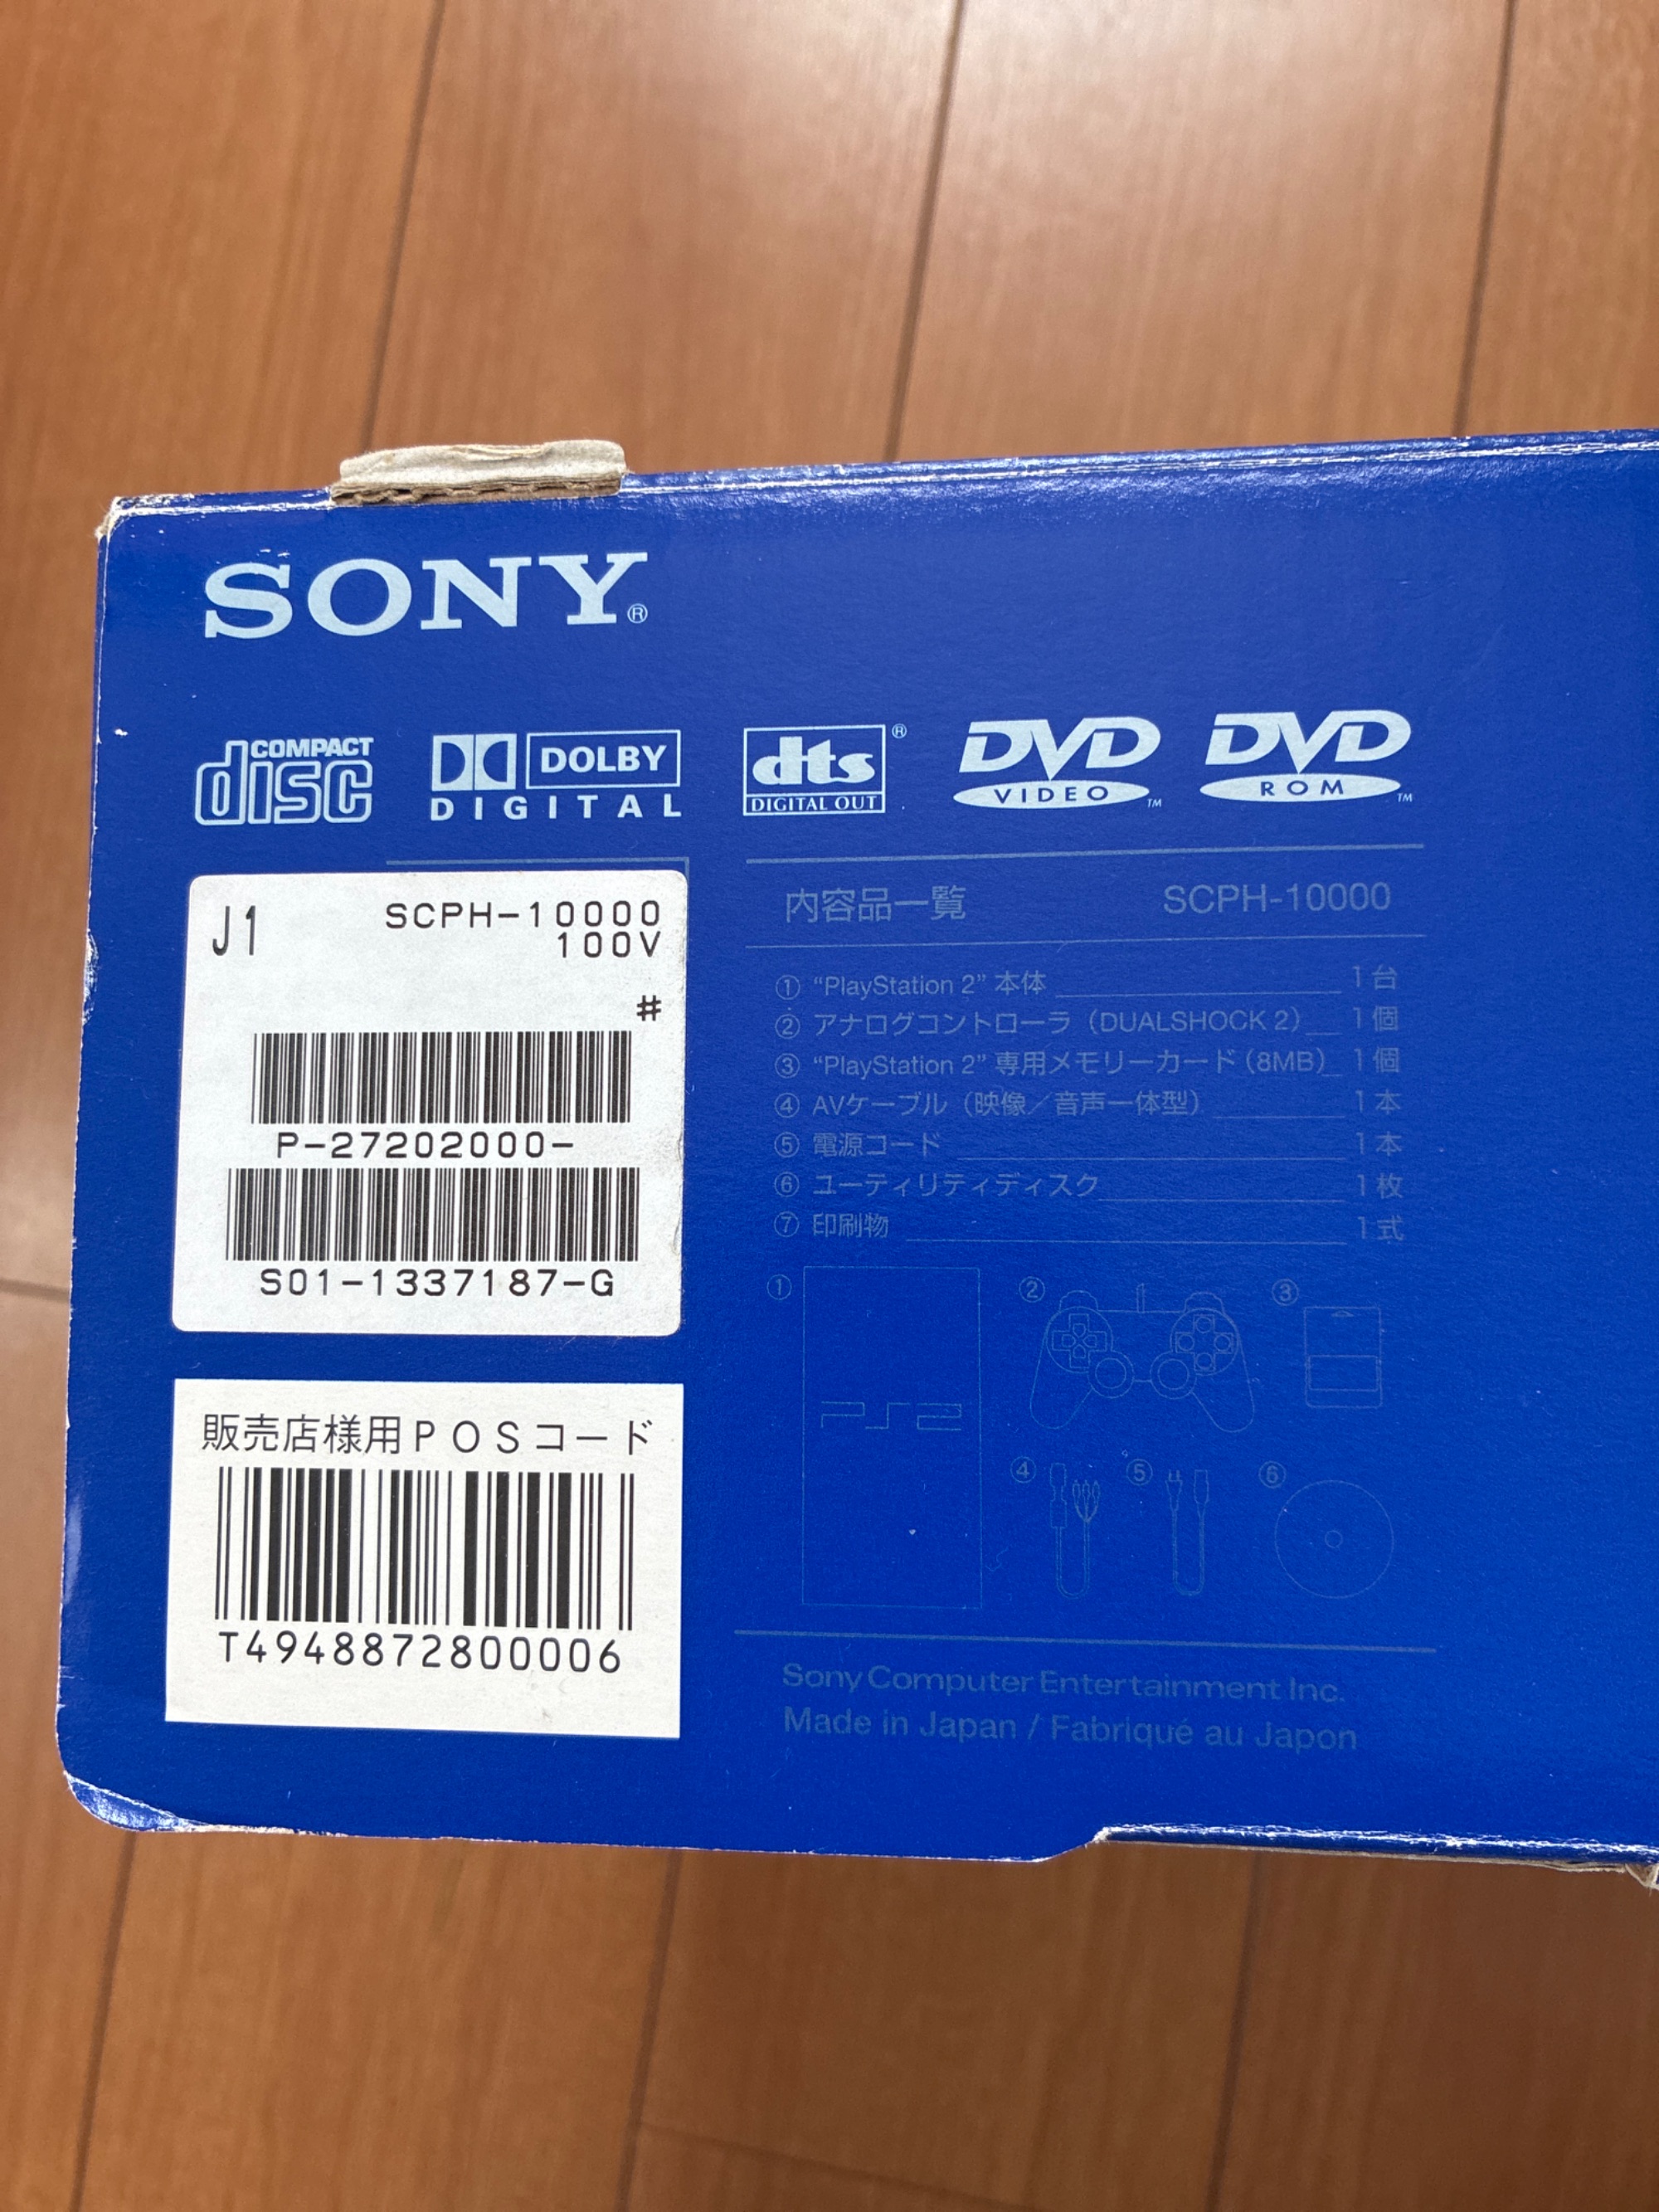 SONY®
COMPACT disc
DOLBY DIGITAL
dts® DIGITAL OUT
DVD VIDEO™
DVD ROM™
J1
SCPH-10000
100V
#
P-27202000-
S01-1337187-G
販売店様用POSコード
T4948872800006
内容品一覧 SCPH-10000
① “PlayStation 2” 本体 1台
② アナログコントローラ（DUALSHOCK 2） 1個
③ “PlayStation 2” 専用メモリーカード（8MB） 1個
④ AVケーブル（映像／音声一体型） 1本
⑤ 電源コード 1本
⑥ ユーティリティディスク 1枚
⑦ 印刷物 1式
① ② ③
PS2
④ ⑤ ⑥
Sony Computer Entertainment Inc.
Made in Japan / Fabriqué au Japon